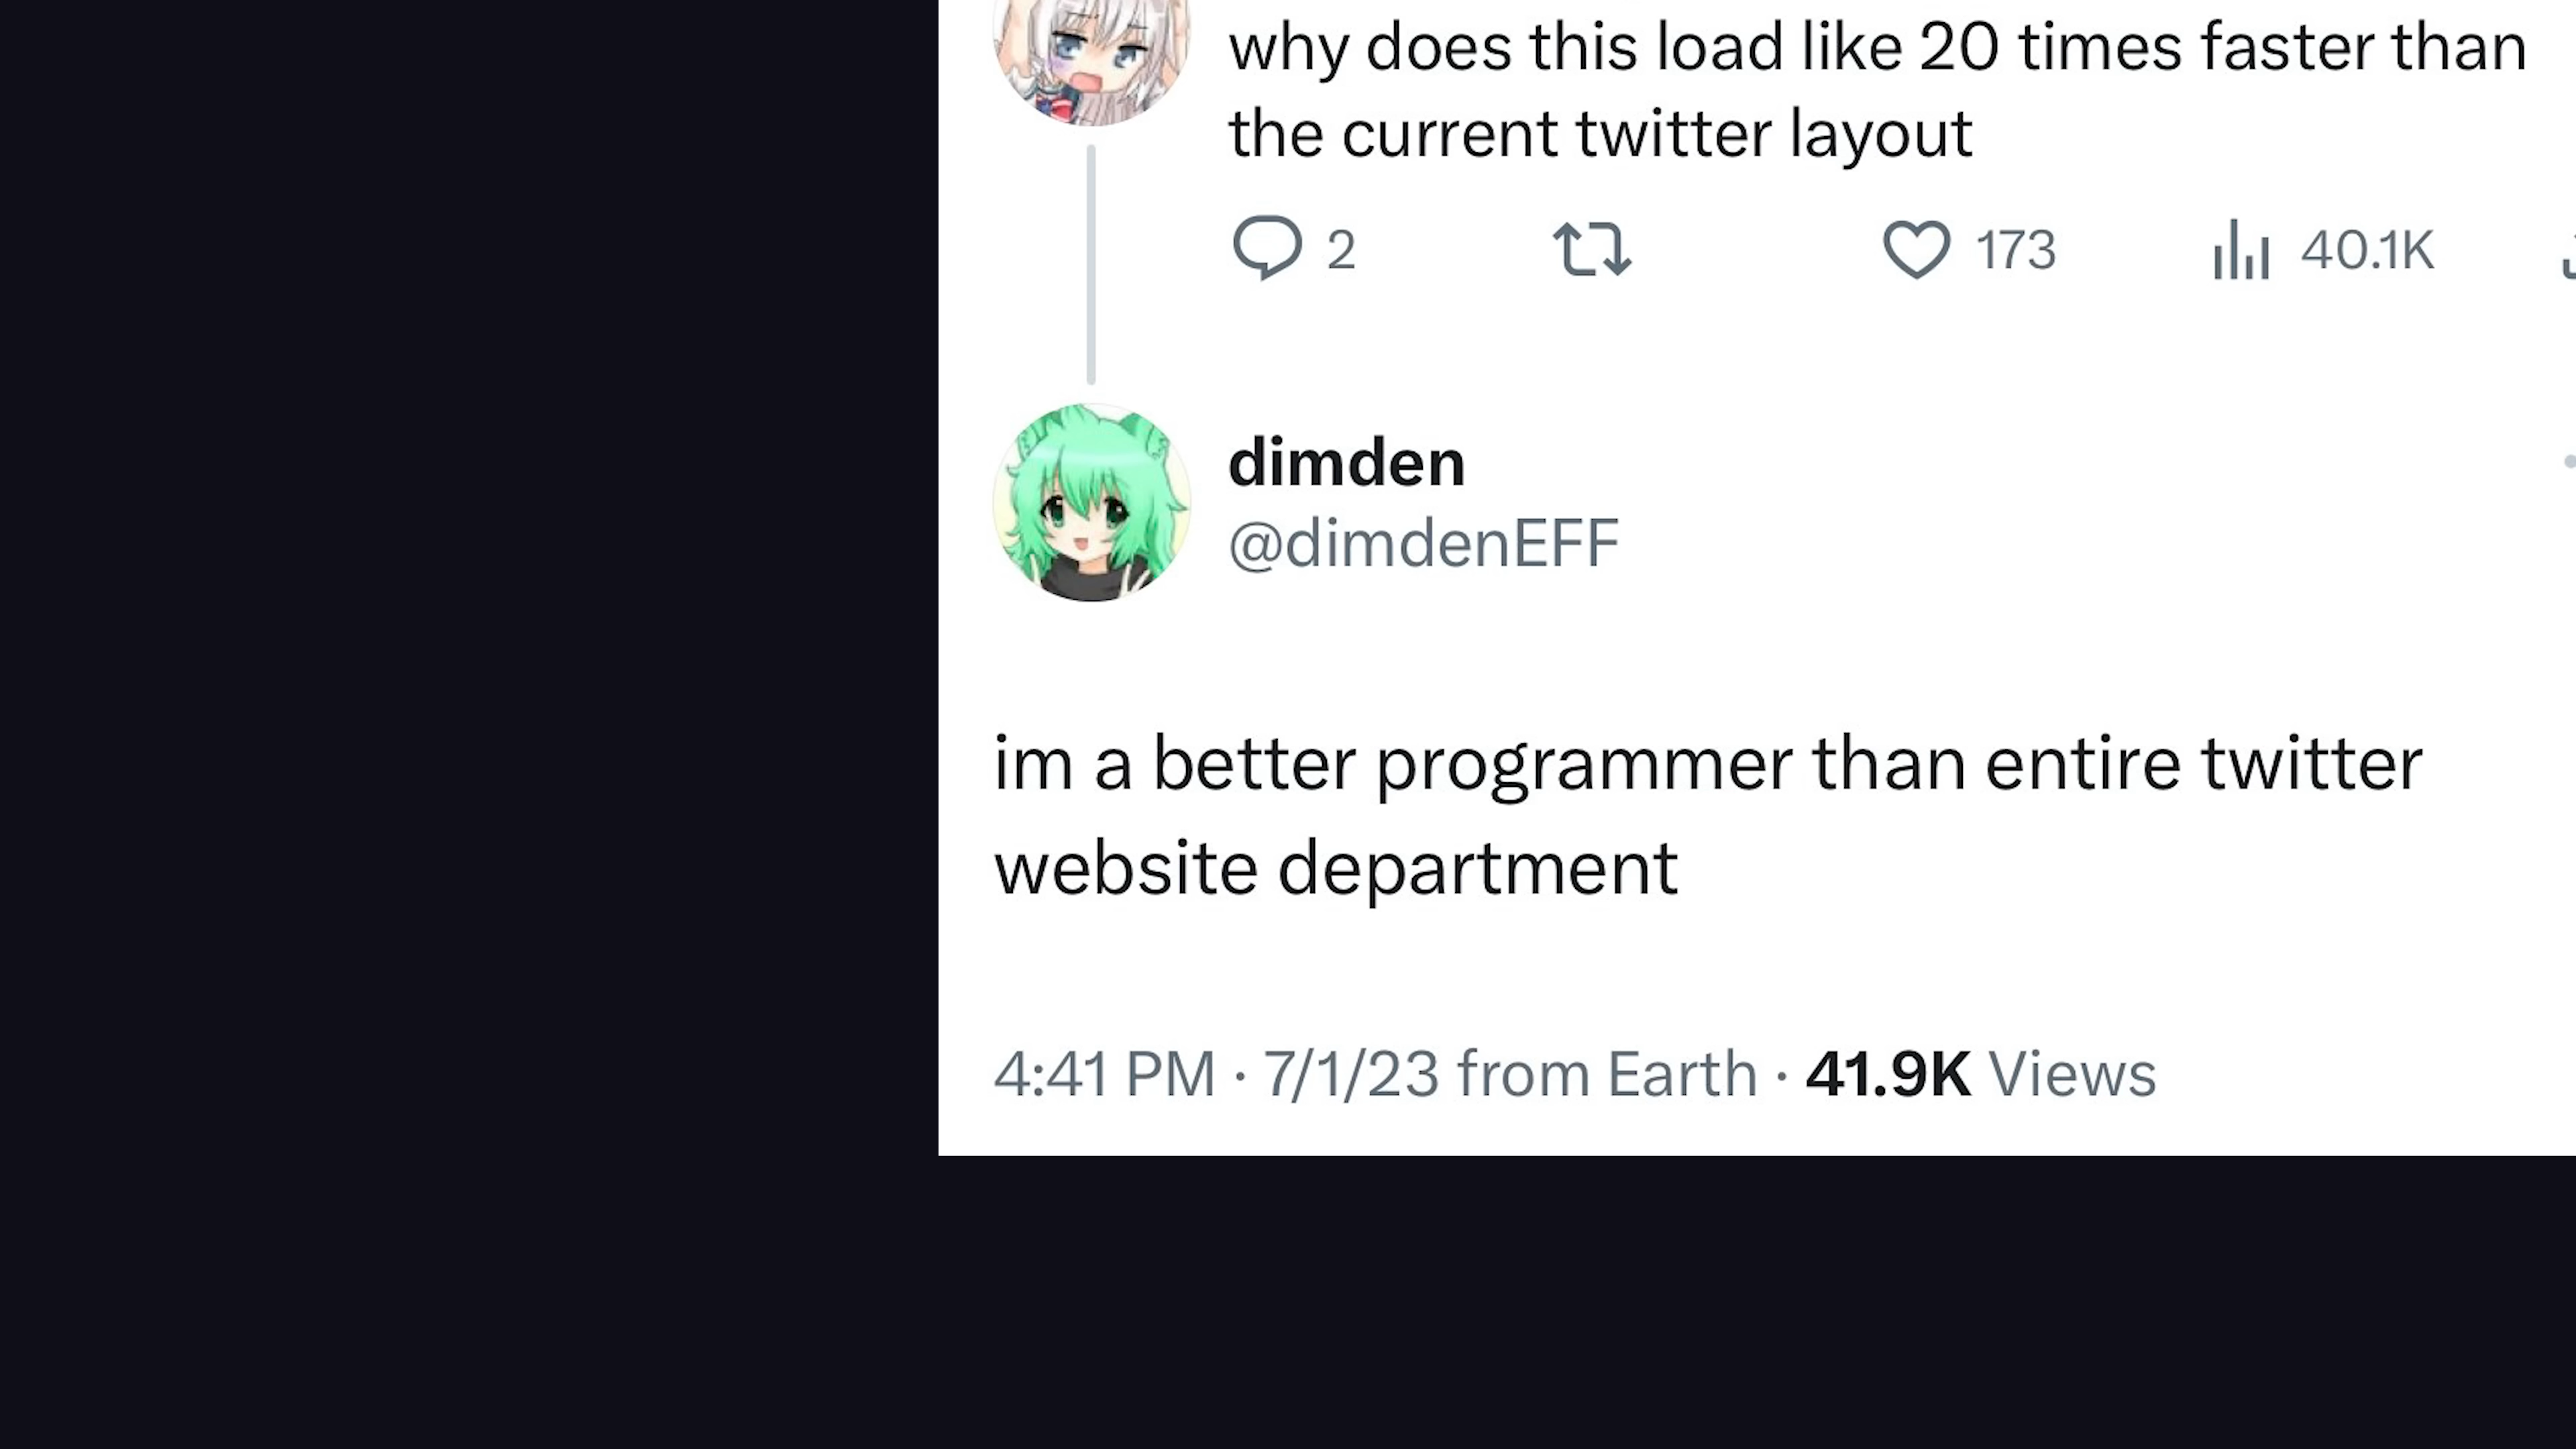 why does this load like 20 times faster than
the current twitter layout
2 173 40.1K
dimden
@dimdenEFF
im a better programmer than entire twitter
website department
4:41 PM · 7/1/23 from Earth · 41.9K Views